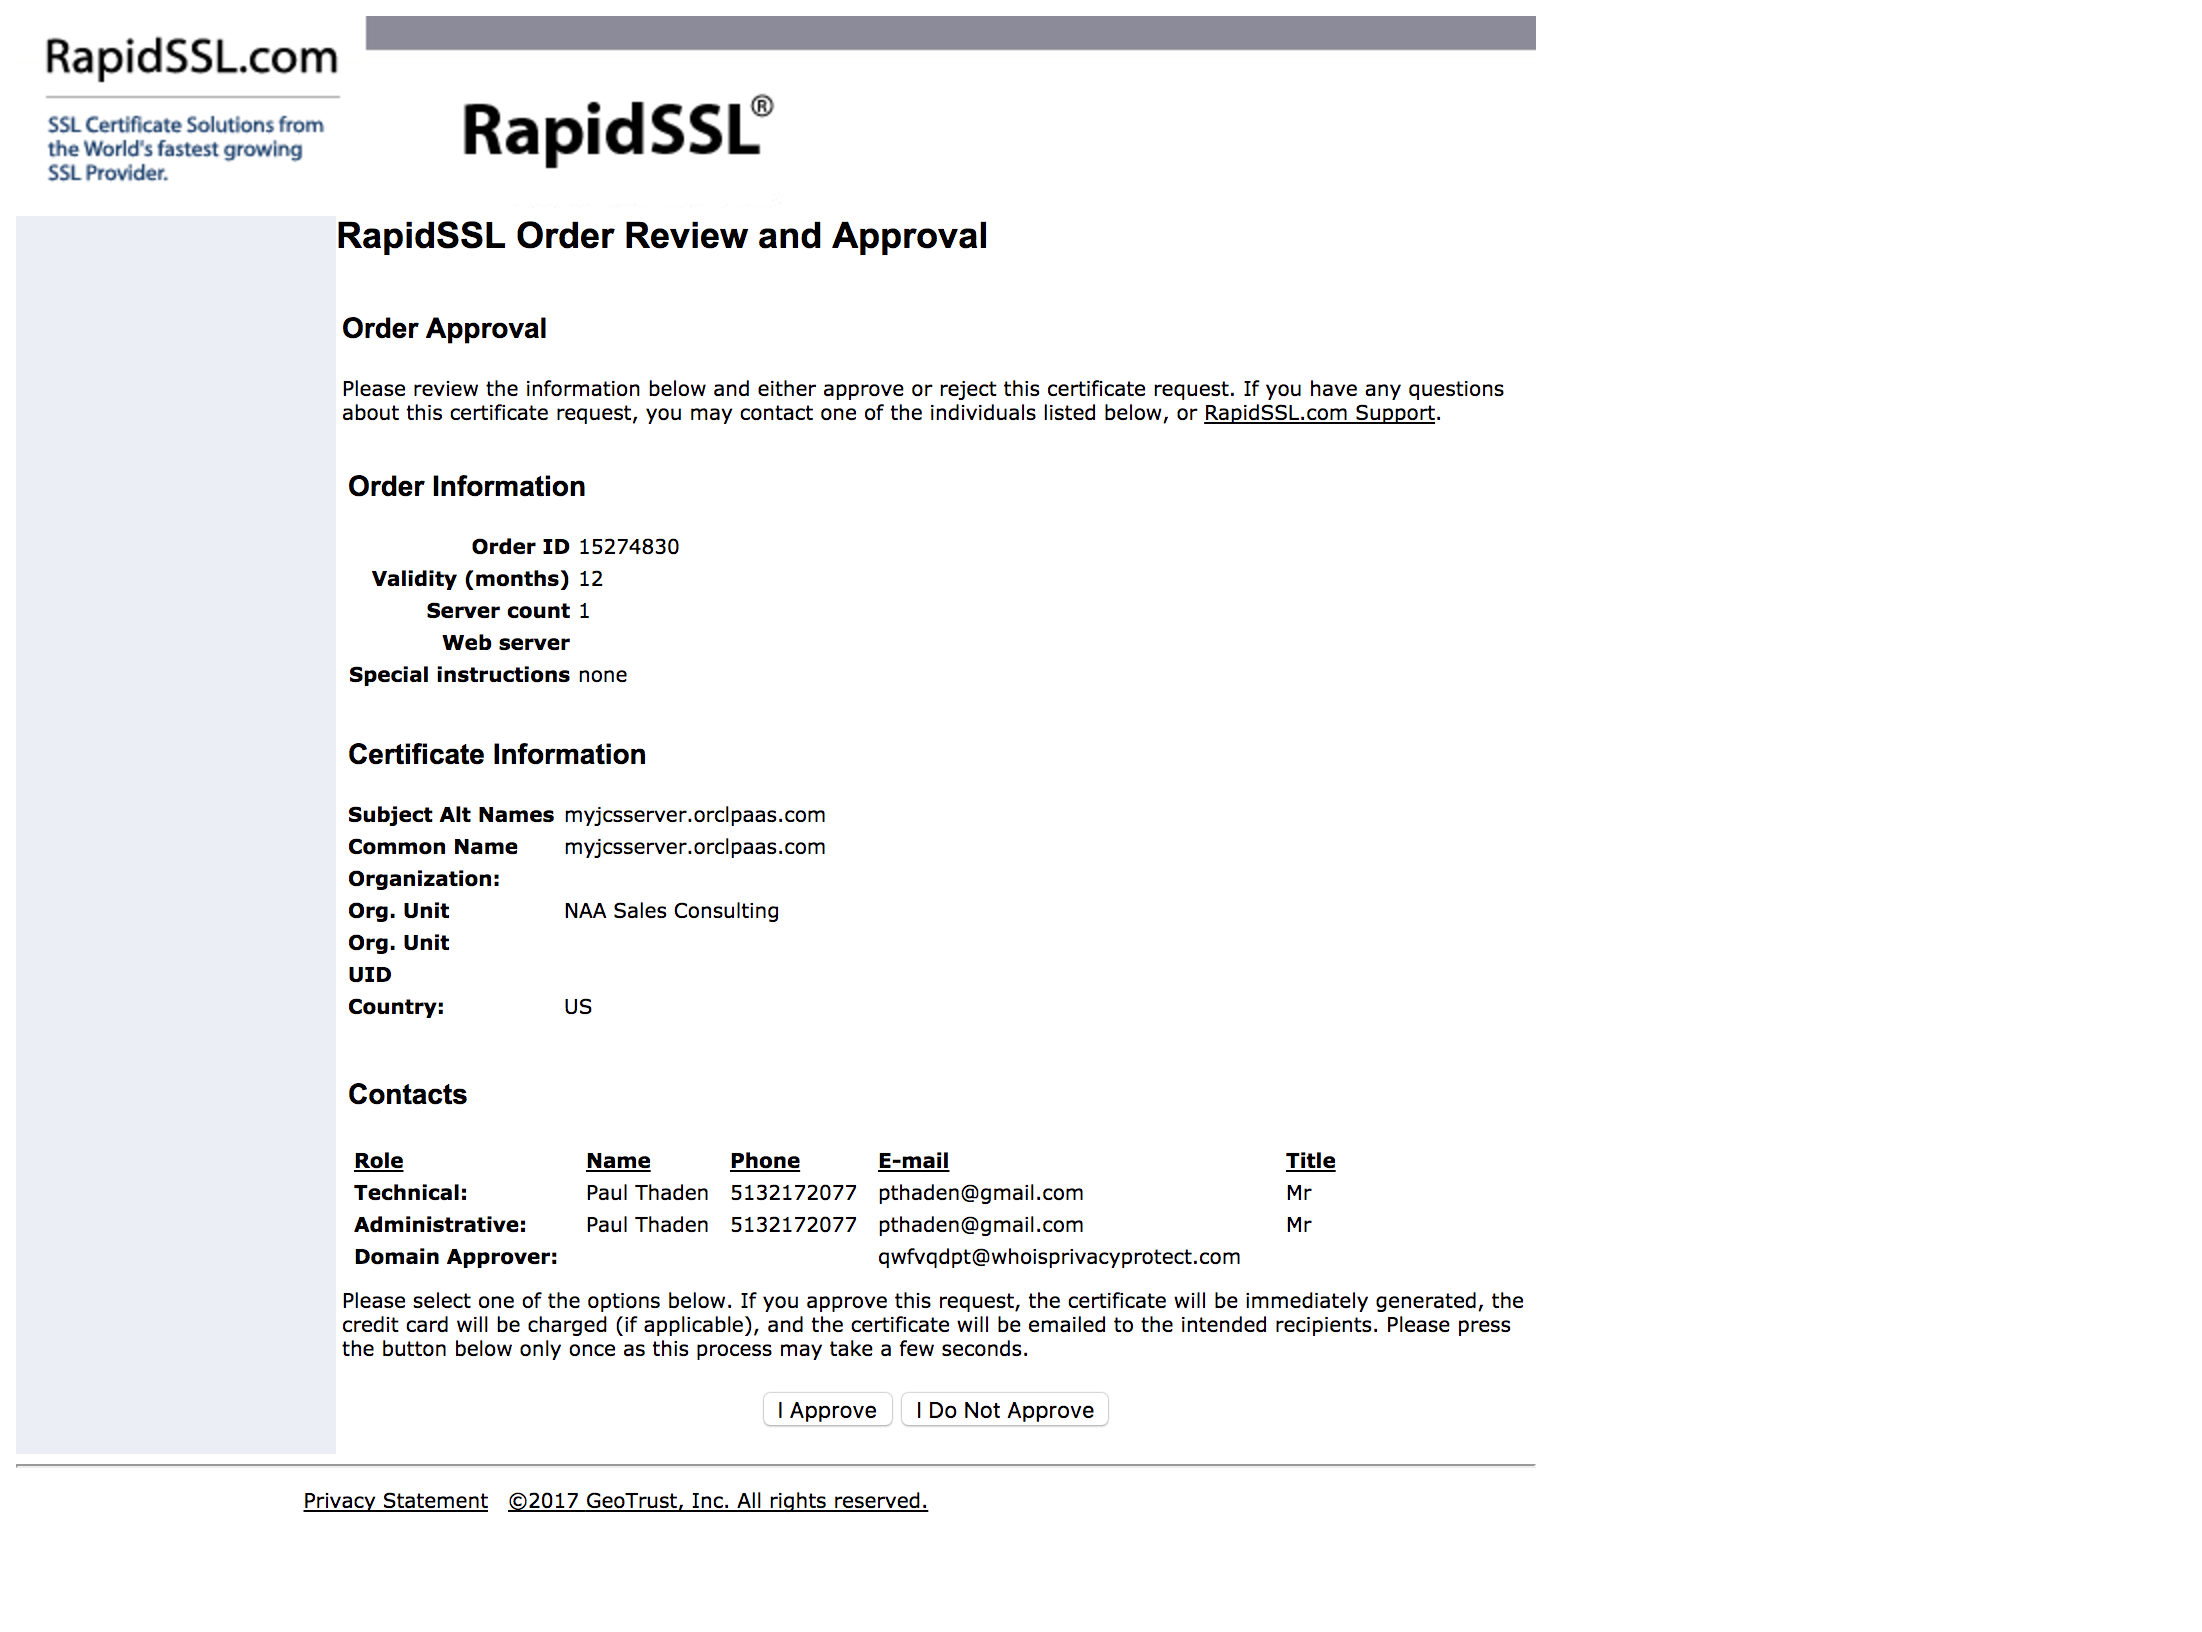 RapidSSL.com
SSL Certificate Solutions from
the World's fastest growing
SSL Provider.
RapidSSL®
RapidSSL Order Review and Approval
Order Approval
Please review the information below and either approve or reject this certificate request. If you have any questions
about this certificate request, you may contact one of the individuals listed below, or RapidSSL.com Support.
Order Information
Order ID 15274830
Validity (months) 12
Server count 1
Web server
Special instructions none
Certificate Information
Subject Alt Names myjcsserver.orclpaas.com
Common Name myjcsserver.orclpaas.com
Organization:
Org. Unit NAA Sales Consulting
Org. Unit
UID
Country: US
Contacts
Role Name Phone E-mail Title
Technical: Paul Thaden 5132172077 pthaden@gmail.com Mr
Administrative: Paul Thaden 5132172077 pthaden@gmail.com Mr
Domain Approver: qwfvqdpt@whoisprivacyprotect.com
Please select one of the options below. If you approve this request, the certificate will be immediately generated, the
credit card will be charged (if applicable), and the certificate will be emailed to the intended recipients. Please press
the button below only once as this process may take a few seconds.
I Approve I Do Not Approve
Privacy Statement ©2017 GeoTrust, Inc. All rights reserved.